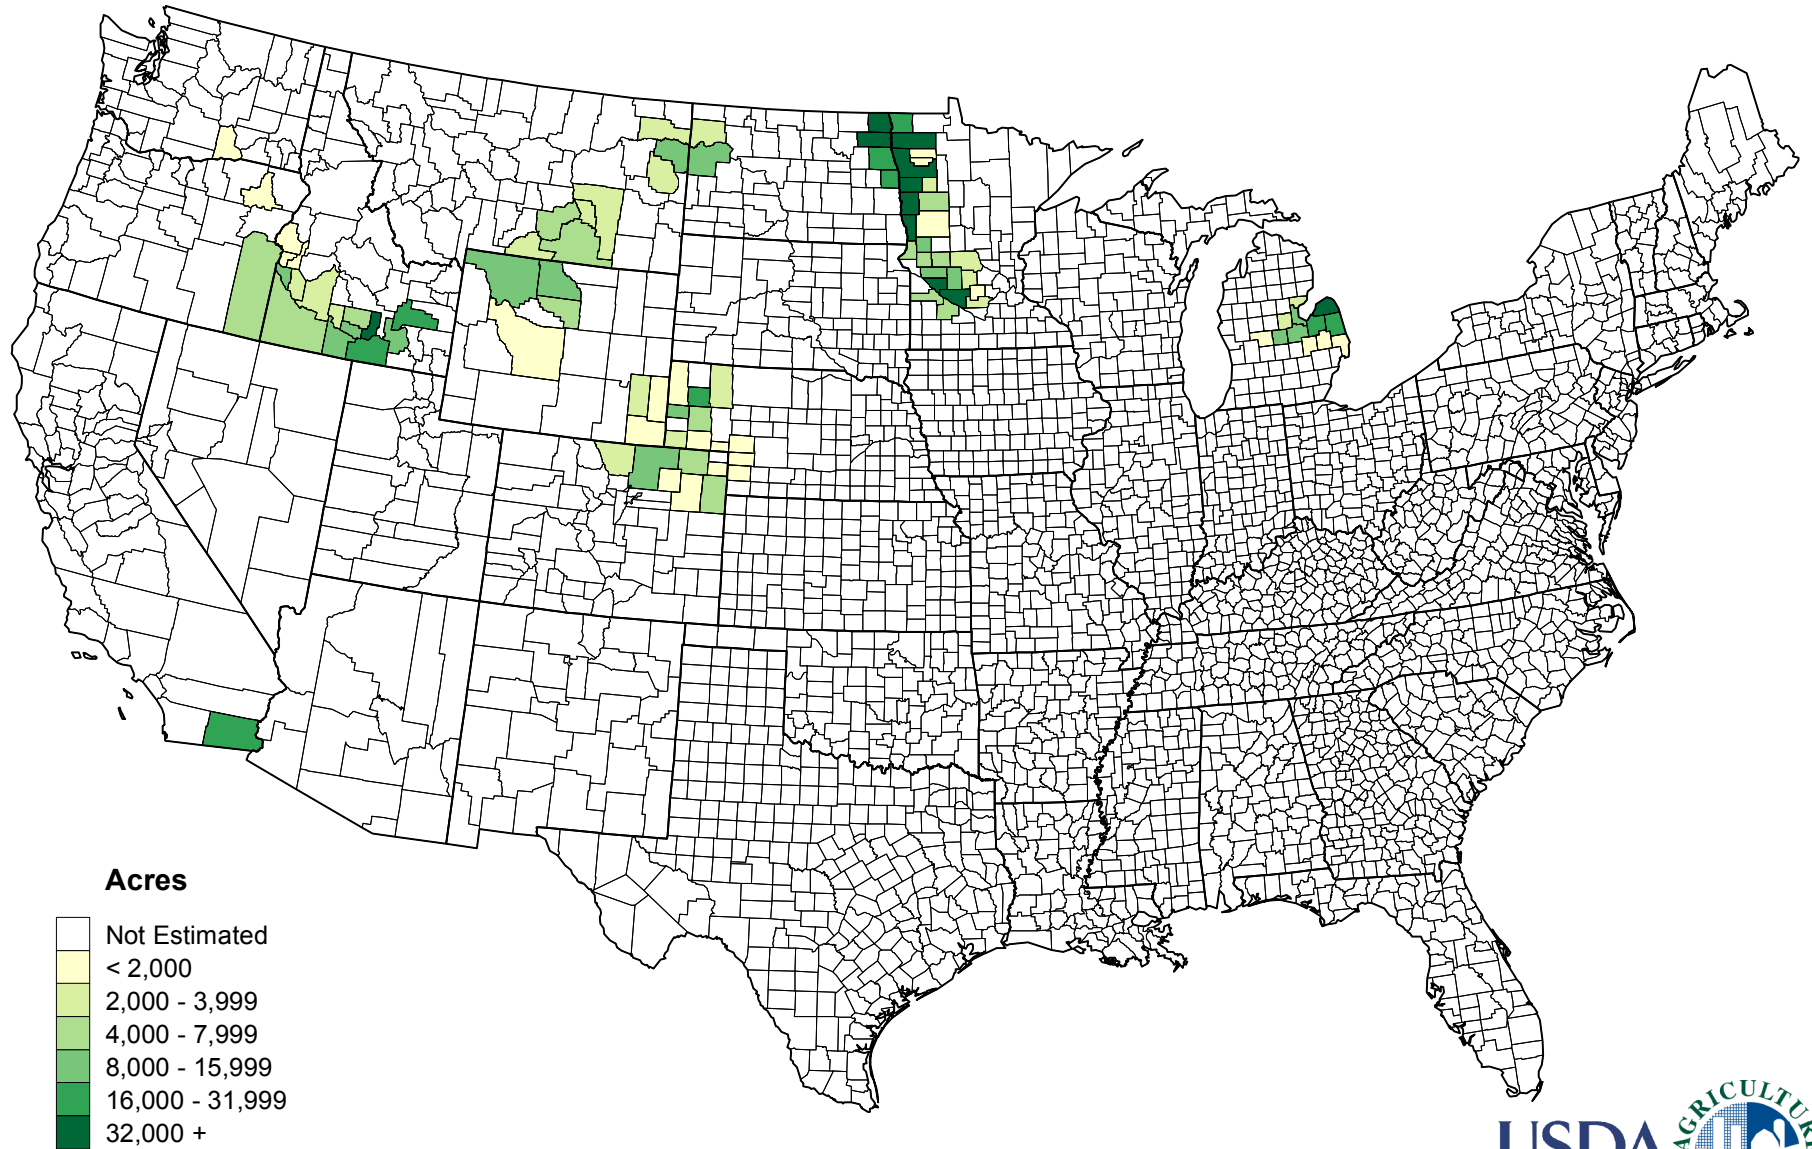 Acres
Not Estimated
< 2,000
2,000 - 3,999
4,000 - 7,999
8,000 - 15,999
16,000 - 31,999
32,000 +
USDA